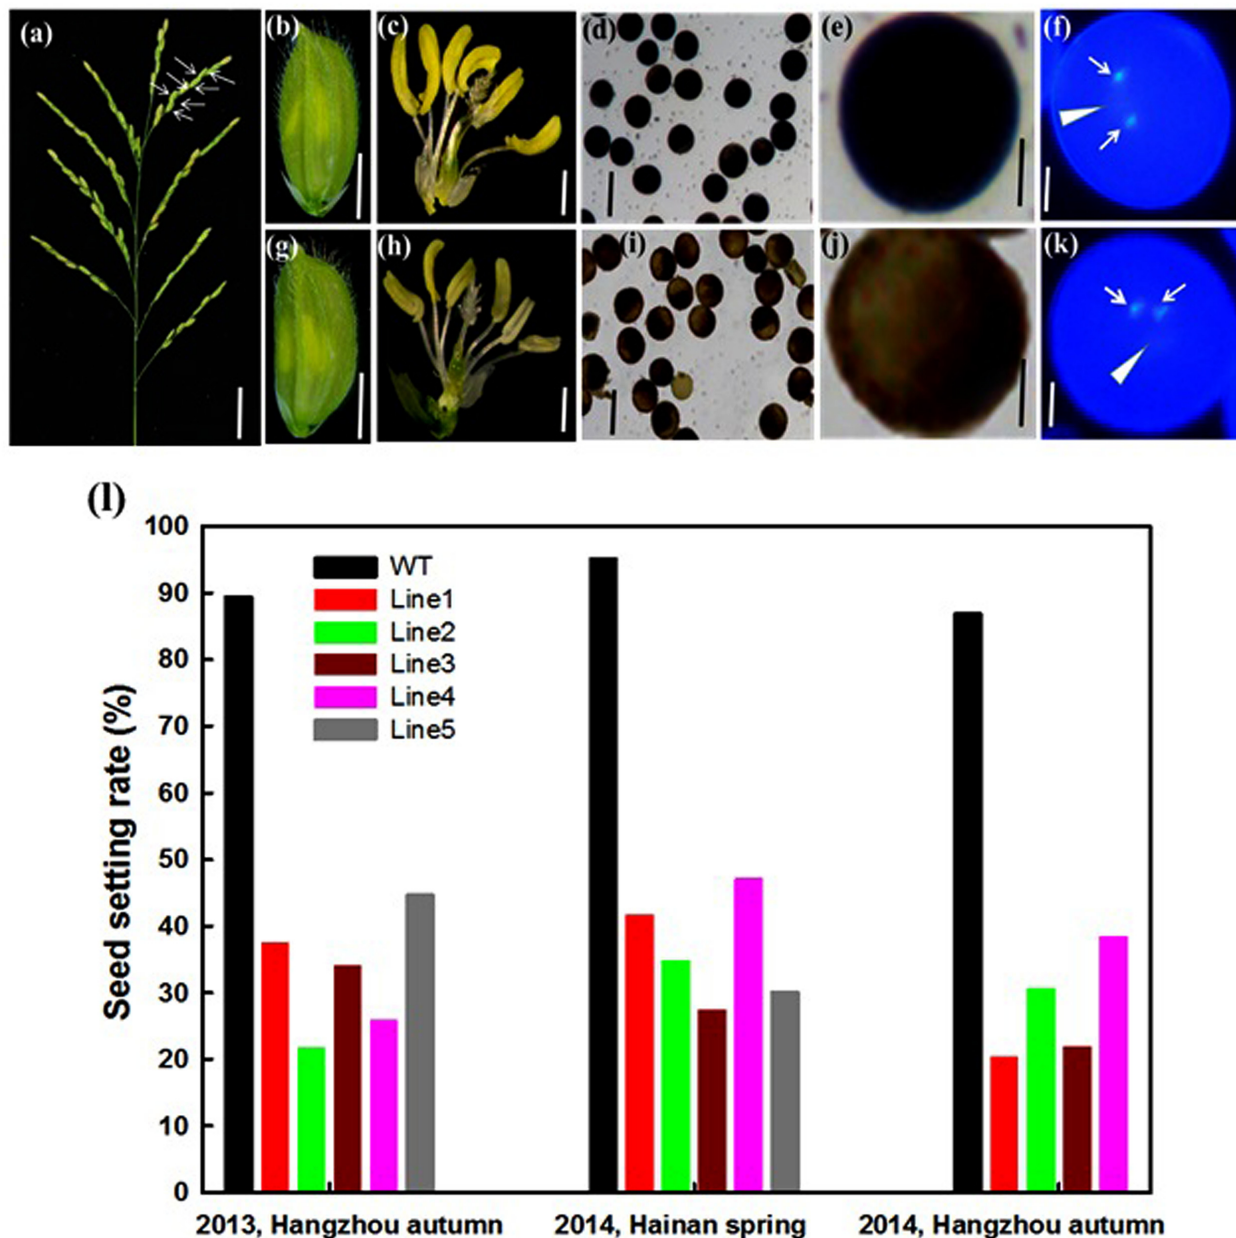 (a) (b) (c) (d) (e) (f)
(g) (h) (i) (j) (k)
(l)
100
90
80
70
60
50
40
30
20
10
0
Seed setting rate (%)
WT
Line1
Line2
Line3
Line4
Line5
2013, Hangzhou autumn 2014, Hainan spring 2014, Hangzhou autumn